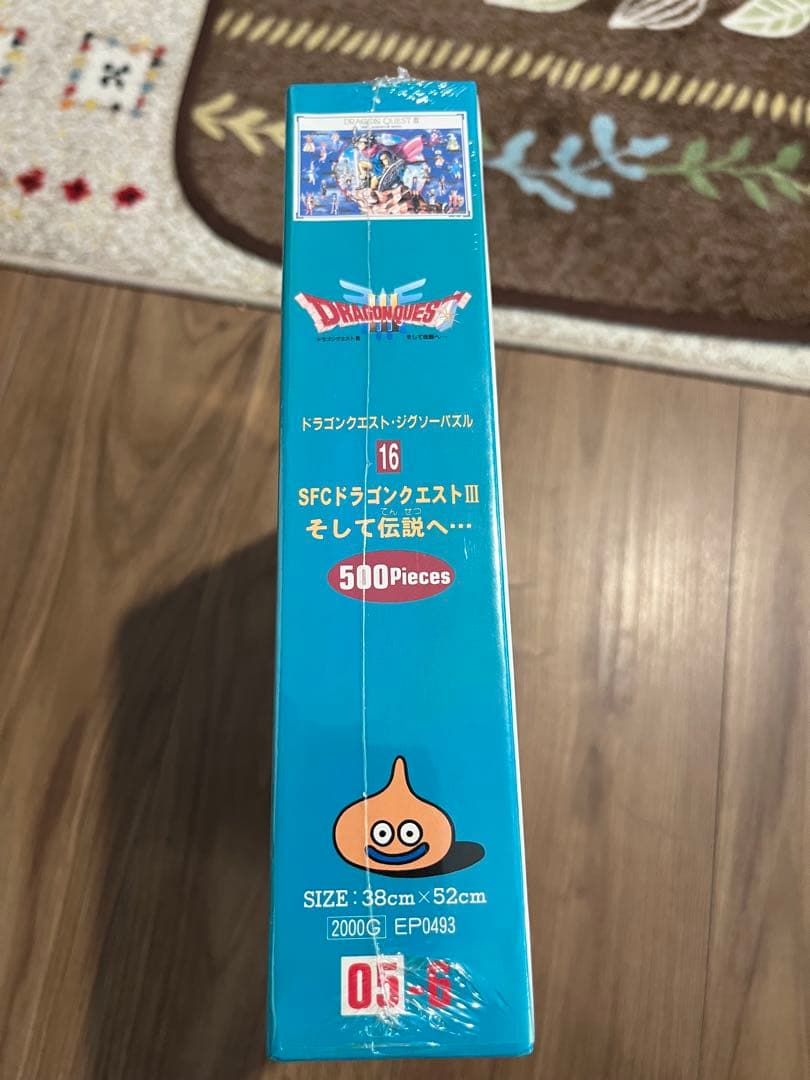 DRAGON QUEST III
DRAGON QUEST
III
ドラゴンクエストⅢ そして伝説へ…
ドラゴンクエスト・ジグソーパズル
16
SFCドラゴンクエストⅢ
でん せつ
そして伝説へ…
500Pieces
SIZE:38cm×52cm
2000G EP0493
05-6